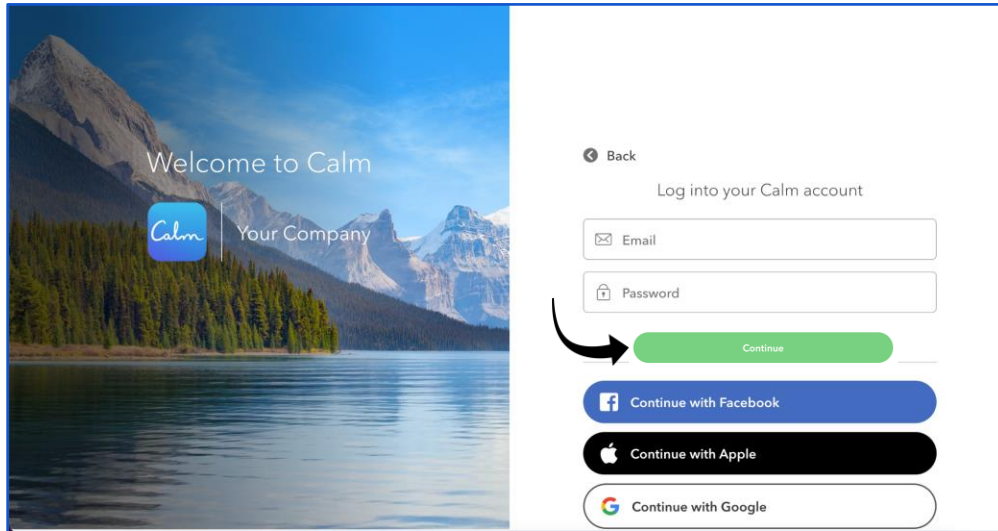 Welcome to Calm
Calm
Your Company
Back
Log into your Calm account
Email
Password
Continue
Continue with Facebook
Continue with Apple
Continue with Google